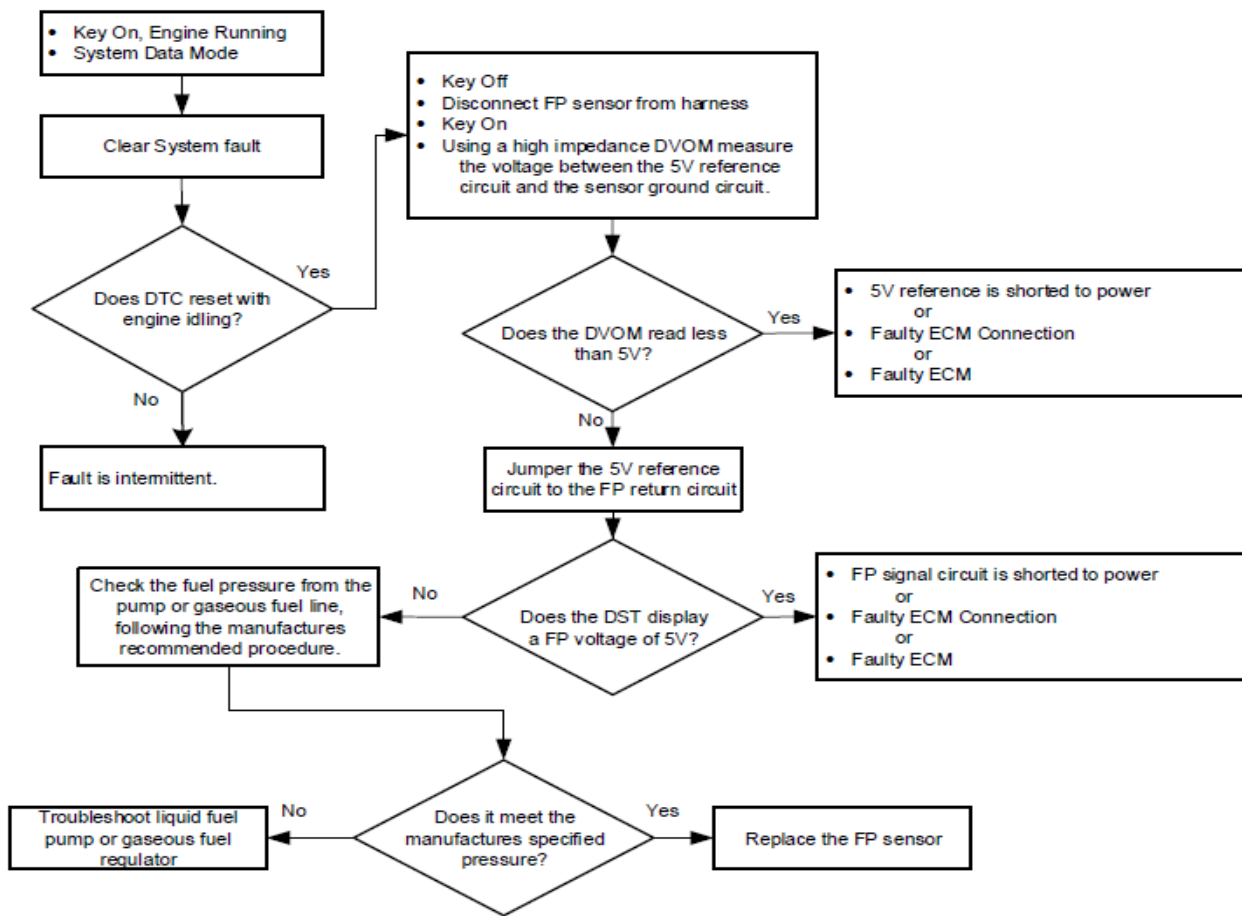 • Key On, Engine Running
• System Data Mode
Clear System fault
Does DTC reset with
engine idling?
Yes
No
Fault is intermittent.
• Key Off
• Disconnect FP sensor from harness
• Key On
• Using a high impedance DVOM measure
the voltage between the 5V reference
circuit and the sensor ground circuit.
Does the DVOM read less
than 5V?
Yes
• 5V reference is shorted to power
or
• Faulty ECM Connection
or
• Faulty ECM
No
Jumper the 5V reference
circuit to the FP return circuit
Does the DST display
a FP voltage of 5V?
Yes
• FP signal circuit is shorted to power
or
• Faulty ECM Connection
or
• Faulty ECM
No
Check the fuel pressure from the
pump or gaseous fuel line,
following the manufactures
recommended procedure.
Does it meet the
manufactures specified
pressure?
No
Troubleshoot liquid fuel
pump or gaseous fuel
regulator
Yes
Replace the FP sensor